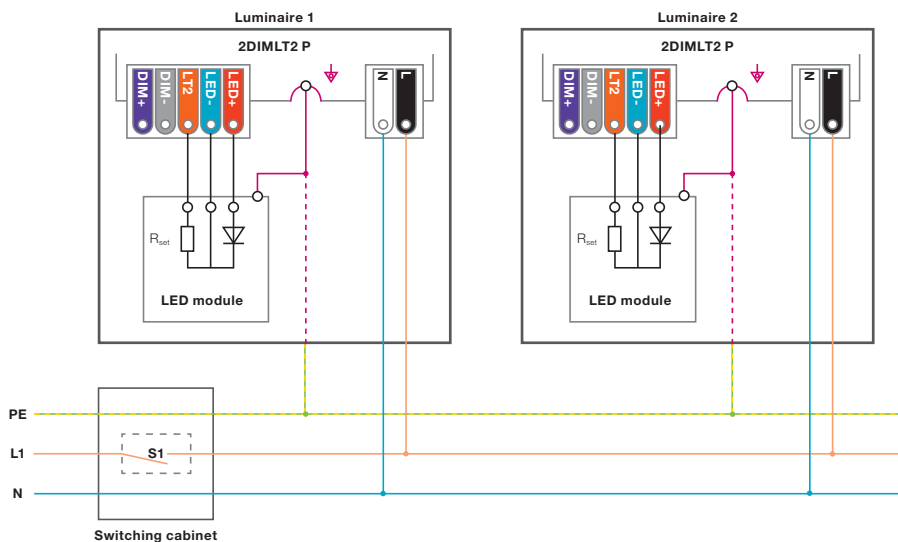 Luminaire 1
2DIMLT2 P
DIM+
DIM-
LT2
LED-
LED+
N
L
Rset
LED module
Luminaire 2
2DIMLT2 P
DIM+
DIM-
LT2
LED-
LED+
N
L
Rset
LED module
PE
L1
S1
N
Switching cabinet